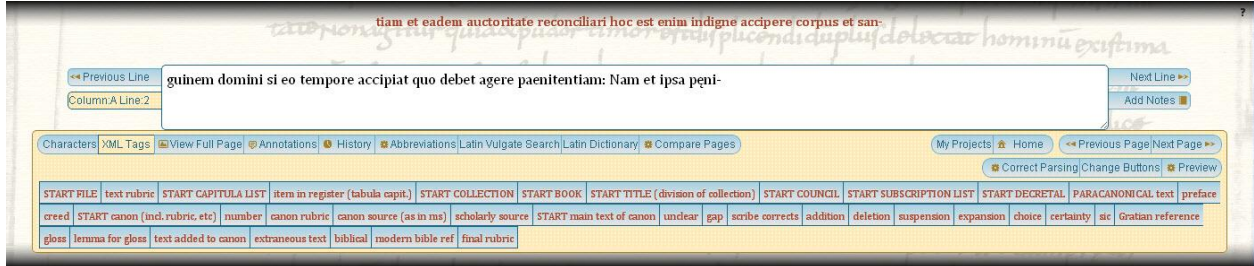 ?
tiam et eadem auctoritate reconciliari hoc est enim indigne accipere corpus et san-
hominū exiſtima
Previous Line
guinem domini si eo tempore accipiat quo debet agere paenitentiam: Nam et ipsa pęni-
Next Line
Column:A Line:2
Add Notes
Characters XML Tags View Full Page Annotations History Abbreviations Latin Vulgate Search Latin Dictionary Compare Pages My Projects Home Previous Page Next Page
Correct Parsing Change Buttons Preview
START FILE text rubric START CAPITULA LIST item in register (tabula capit.) START COLLECTION START BOOK START TITLE (division of collection) START COUNCIL START SUBSCRIPTION LIST START DECRETAL PARACANONICAL text preface
creed START canon (incl. rubric, etc) number canon rubric canon source (as in ms) scholarly source START main text of canon unclear gap scribe corrects addition deletion suspension expansion choice certainty sic Gratian reference
gloss lemma for gloss text added to canon extraneous text biblical modern bible ref final rubric